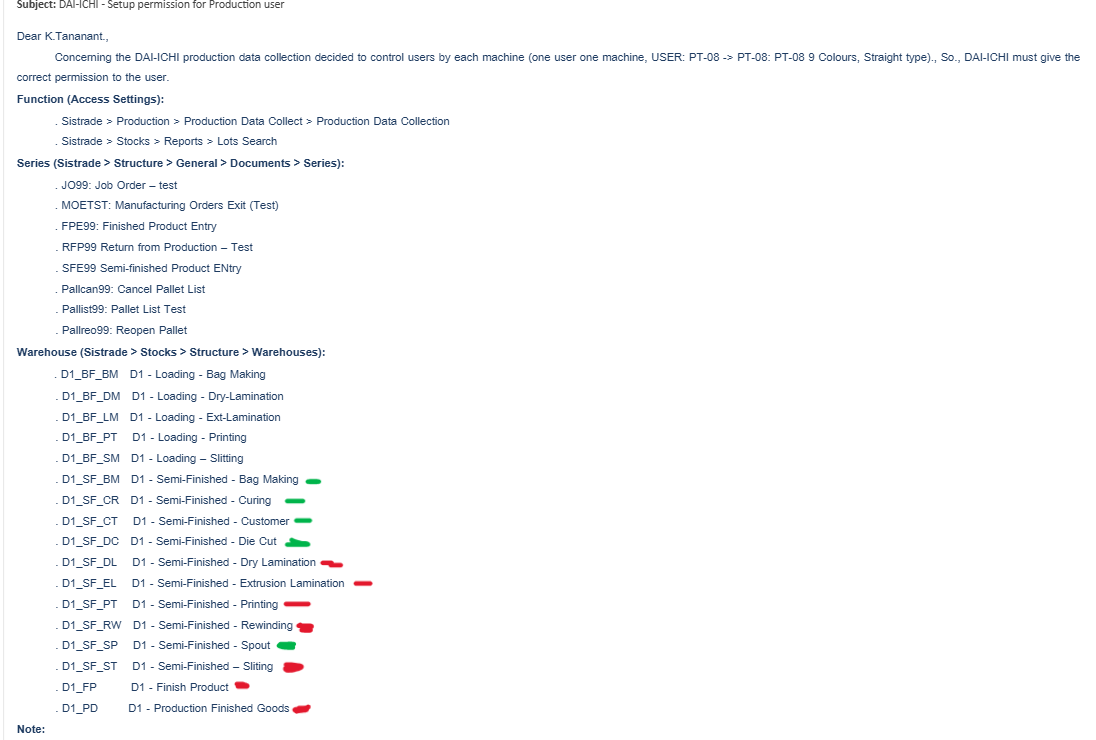 Subject: DAI-ICHI - Setup permission for Production user
Dear K.Tananant.,
Concerning the DAI-ICHI production data collection decided to control users by each machine (one user one machine, USER: PT-08 -> PT-08: PT-08 9 Colours, Straight type)., So., DAI-ICHI must give the
correct permission to the user.
Function (Access Settings):
. Sistrade > Production > Production Data Collect > Production Data Collection
. Sistrade > Stocks > Reports > Lots Search
Series (Sistrade > Structure > General > Documents > Series):
. JO99: Job Order – test
. MOETST: Manufacturing Orders Exit (Test)
. FPE99: Finished Product Entry
. RFP99 Return from Production – Test
. SFE99 Semi-finished Product ENtry
. Pallcan99: Cancel Pallet List
. Pallist99: Pallet List Test
. Pallreo99: Reopen Pallet
Warehouse (Sistrade > Stocks > Structure > Warehouses):
. D1_BF_BM D1 - Loading - Bag Making
. D1_BF_DM D1 - Loading - Dry-Lamination
. D1_BF_LM D1 - Loading - Ext-Lamination
. D1_BF_PT D1 - Loading - Printing
. D1_BF_SM D1 - Loading – Slitting
. D1_SF_BM D1 - Semi-Finished - Bag Making
. D1_SF_CR D1 - Semi-Finished - Curing
. D1_SF_CT D1 - Semi-Finished - Customer
. D1_SF_DC D1 - Semi-Finished - Die Cut
. D1_SF_DL D1 - Semi-Finished - Dry Lamination
. D1_SF_EL D1 - Semi-Finished - Extrusion Lamination
. D1_SF_PT D1 - Semi-Finished - Printing
. D1_SF_RW D1 - Semi-Finished - Rewinding
. D1_SF_SP D1 - Semi-Finished - Spout
. D1_SF_ST D1 - Semi-Finished – Sliting
. D1_FP D1 - Finish Product
. D1_PD D1 - Production Finished Goods
Note: